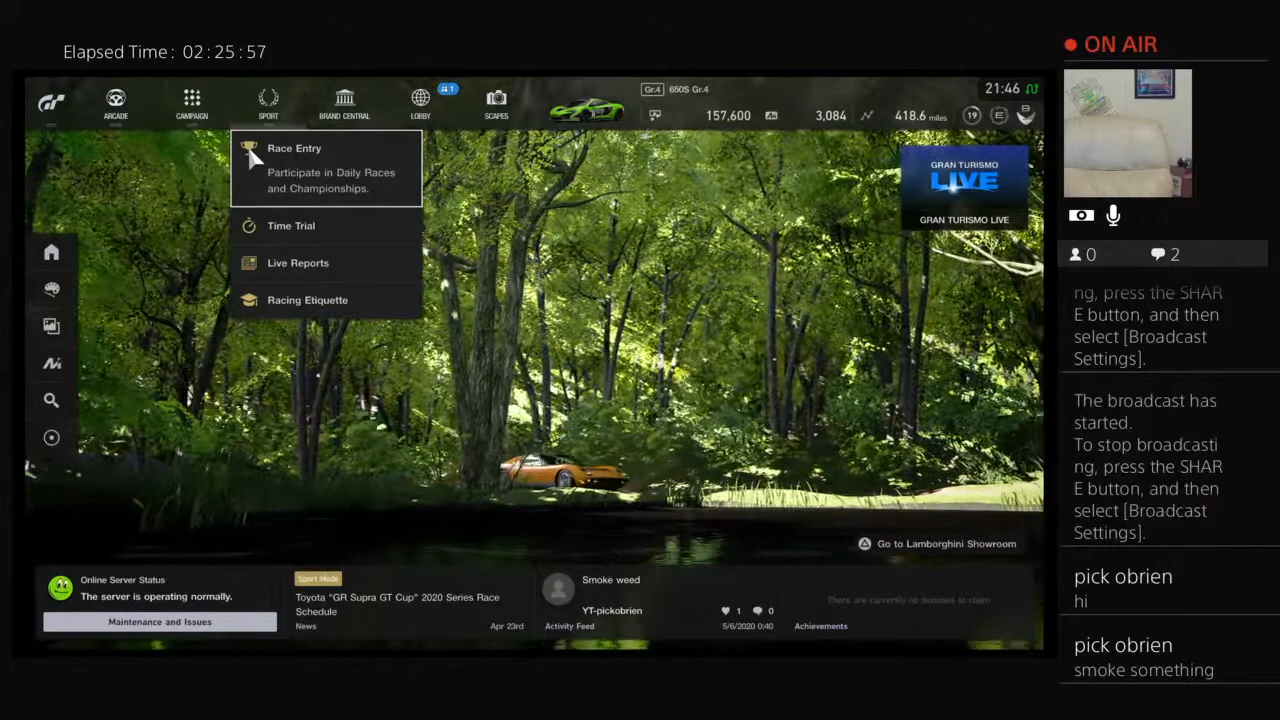 Elapsed Time: 02:25:57
ON AIR
ARCADE
CAMPAIGN
SPORT
BRAND CENTRAL
LOBBY
1
SCAPES
Gr.4 650S Gr.4
157,600
3,084
418.6 miles
21:46
19
E
Race Entry
Participate in Daily Races
and Championships.
Time Trial
Live Reports
Racing Etiquette
GRAN TURISMO
LIVE
GRAN TURISMO LIVE
Go to Lamborghini Showroom
Online Server Status
The server is operating normally.
Maintenance and Issues
Sport Mode
Toyota "GR Supra GT Cup" 2020 Series Race
Schedule
News Apr 23rd
Smoke weed
YT-pickobrien
1 0
Activity Feed 5/6/2020 0:40
There are currently no bonuses to claim
Achievements
0 2
ng, press the SHAR
E button, and then
select [Broadcast
Settings].
The broadcast has
started.
To stop broadcasti
ng, press the SHAR
E button, and then
select [Broadcast
Settings].
pick obrien
hi
pick obrien
smoke something